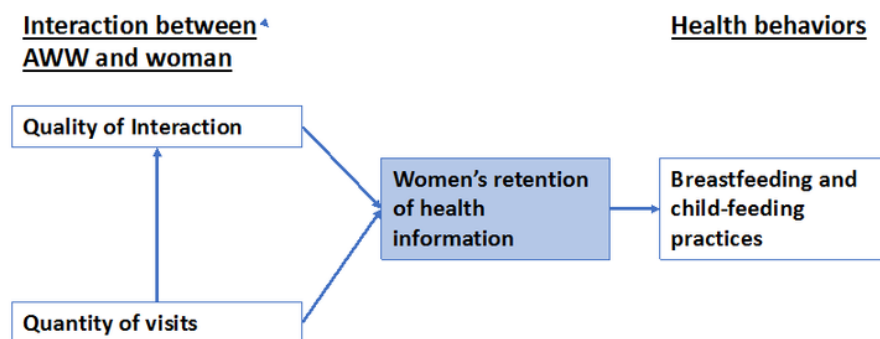 Interaction between
AWW and woman
Health behaviors
Quality of Interaction
Women's retention
of health
information
Breastfeeding and
child-feeding
practices
Quantity of visits